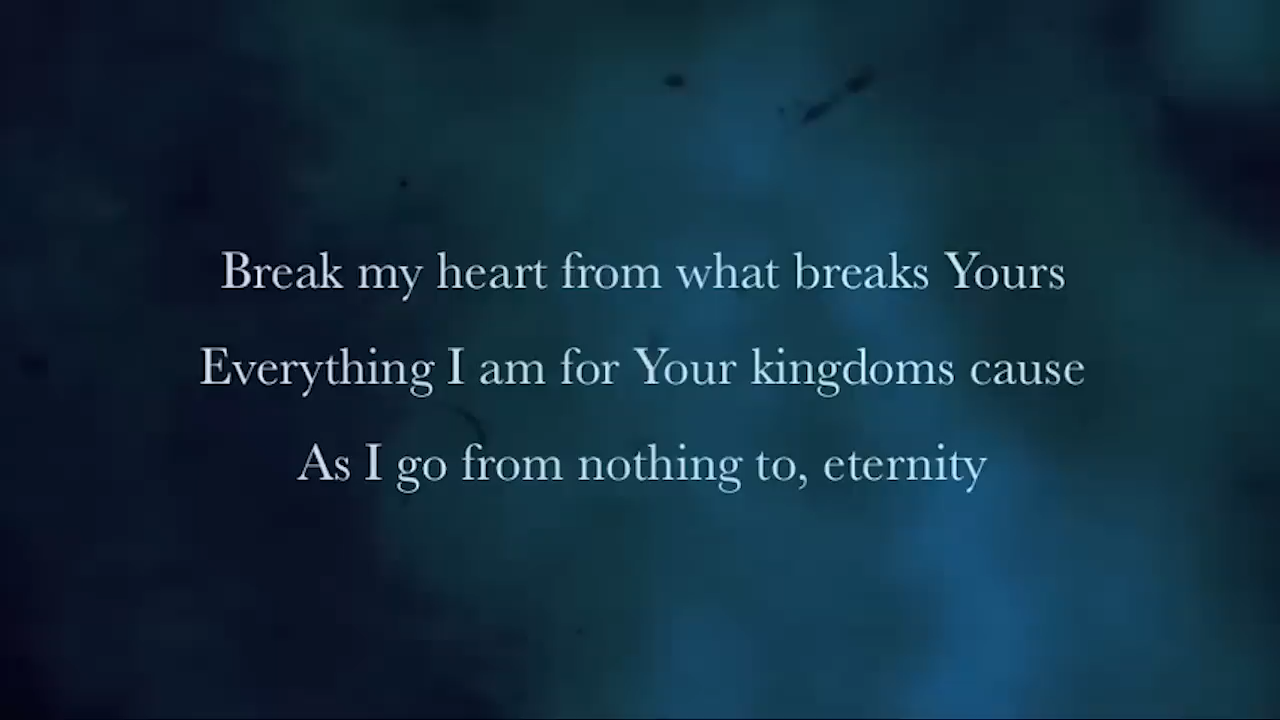 Break my heart from what breaks Yours
Everything I am for Your kingdoms cause
As I go from nothing to, eternity